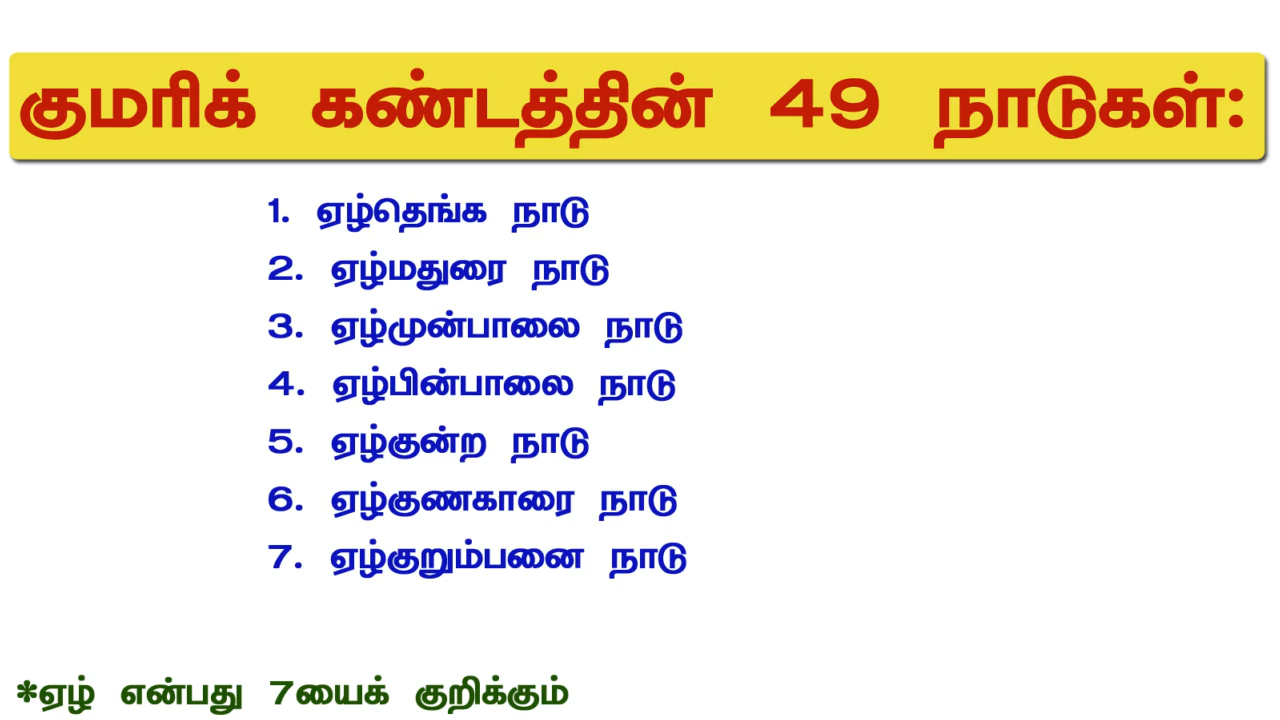 குமரிக் கண்டத்தின் 49 நாடுகள்:
1. ஏழ்தெங்க நாடு
2. ஏழ்மதுரை நாடு
3. ஏழ்முன்பாலை நாடு
4. ஏழ்பின்பாலை நாடு
5. ஏழ்குன்ற நாடு
6. ஏழ்குணகாரை நாடு
7. ஏழ்குறும்பனை நாடு
*ஏழ் என்பது 7யைக் குறிக்கும்